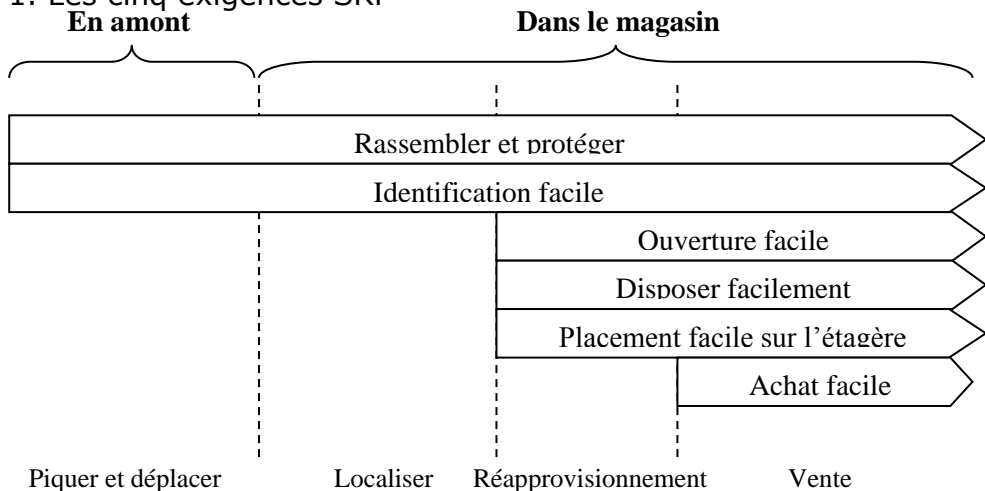 1. Les cinq exigences SRP
En amont
Dans le magasin
Rassembler et protéger
Identification facile
Ouverture facile
Disposer facilement
Placement facile sur l’étagère
Achat facile
Piquer et déplacer
Localiser
Réapprovisionnement
Vente